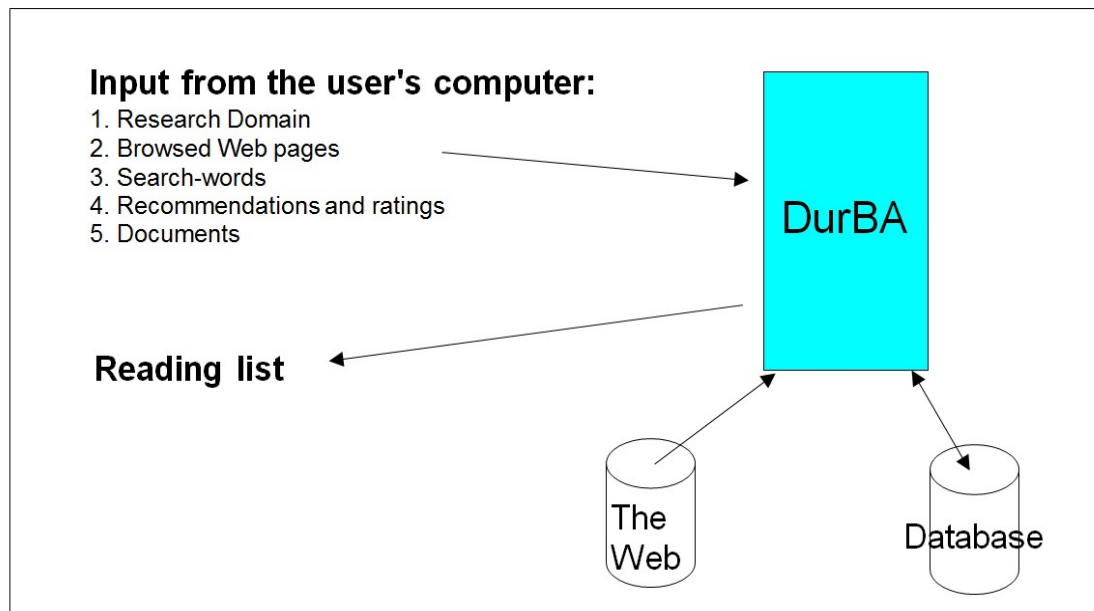 Input from the user's computer:
1. Research Domain
2. Browsed Web pages
3. Search-words
4. Recommendations and ratings
5. Documents
DurBA
Reading list
The
Web
Database